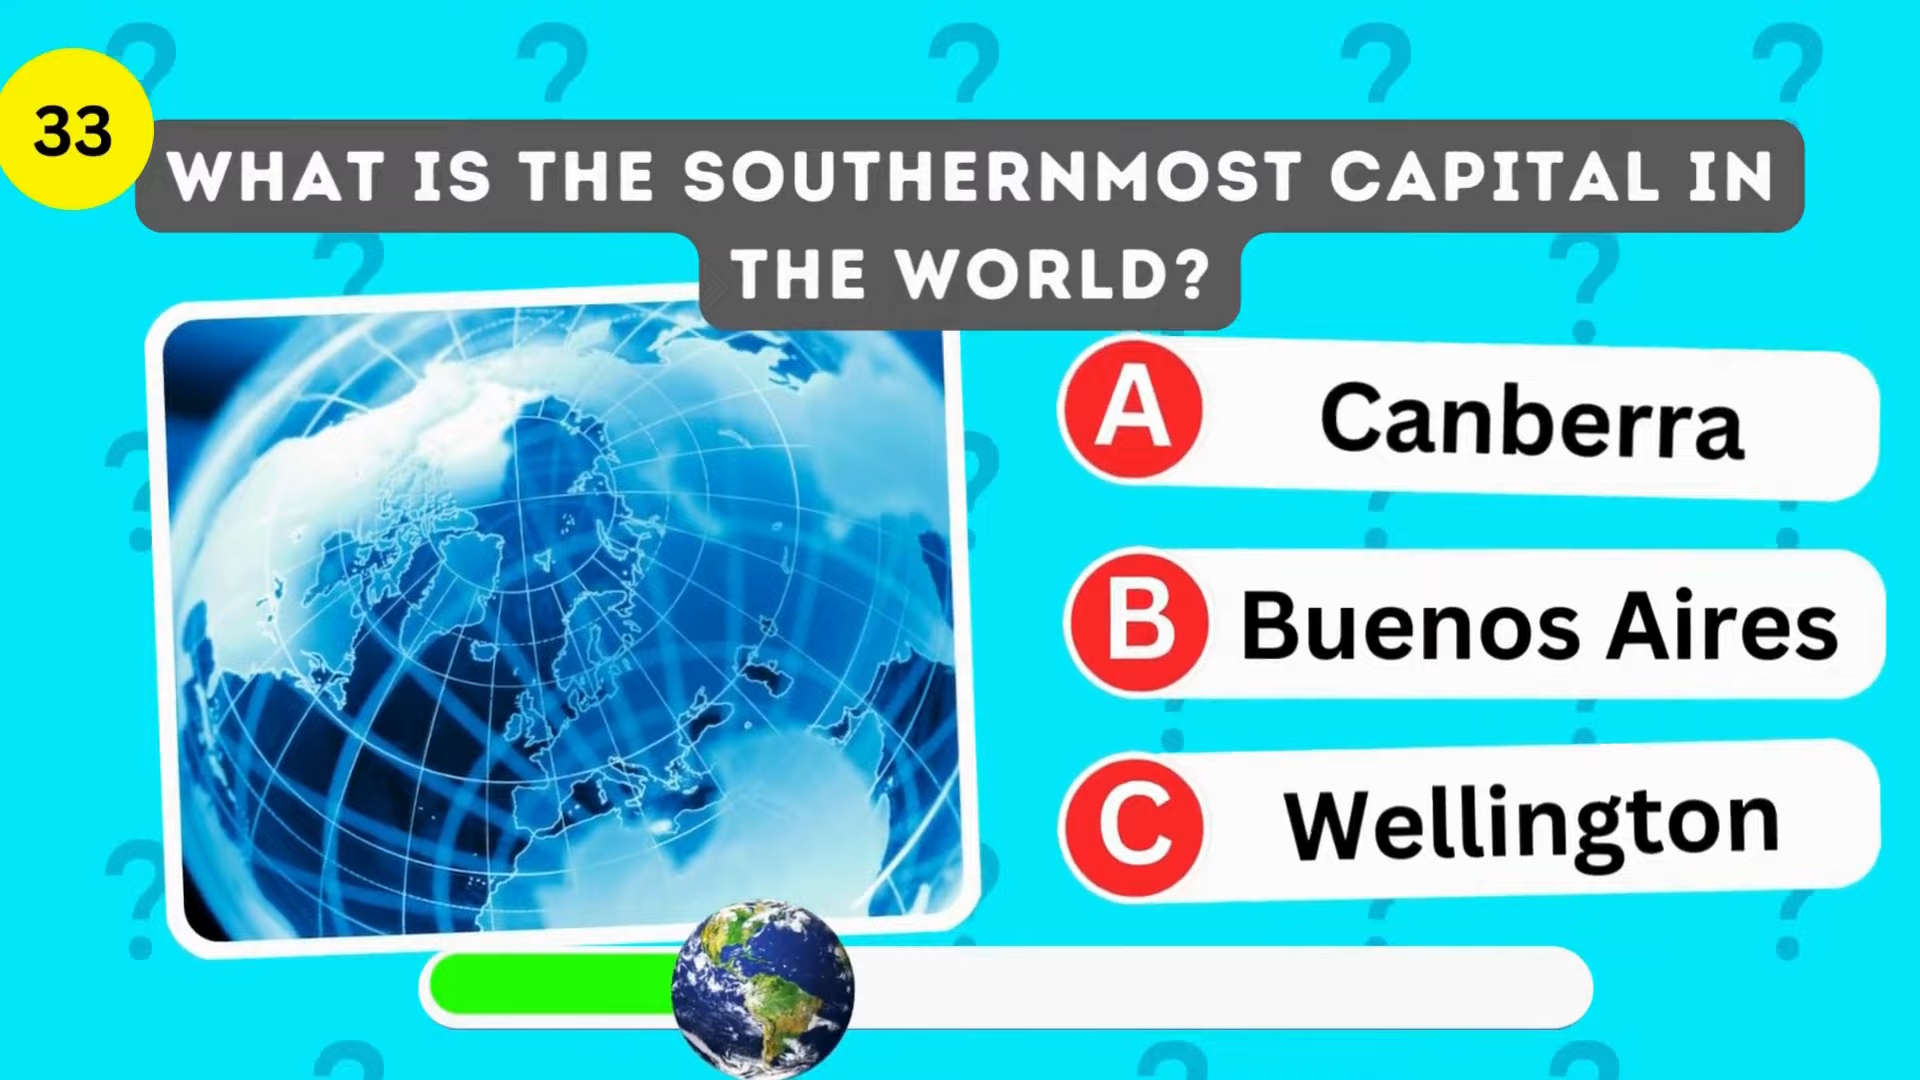 33
WHAT IS THE SOUTHERNMOST CAPITAL IN
THE WORLD?
A Canberra
B Buenos Aires
C Wellington